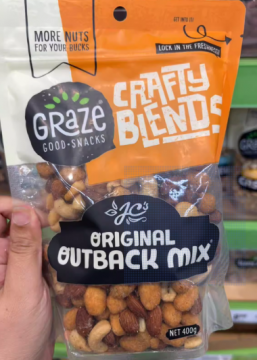 MORE NUTS
FOR YOUR BUCKS
LOCK IN THE FRESHNESS
GRAZE
GOOD-SNACKS
CRAFTY
BLENDS
JC's
ORIGINAL
OUTBACK MIX
NET 400g